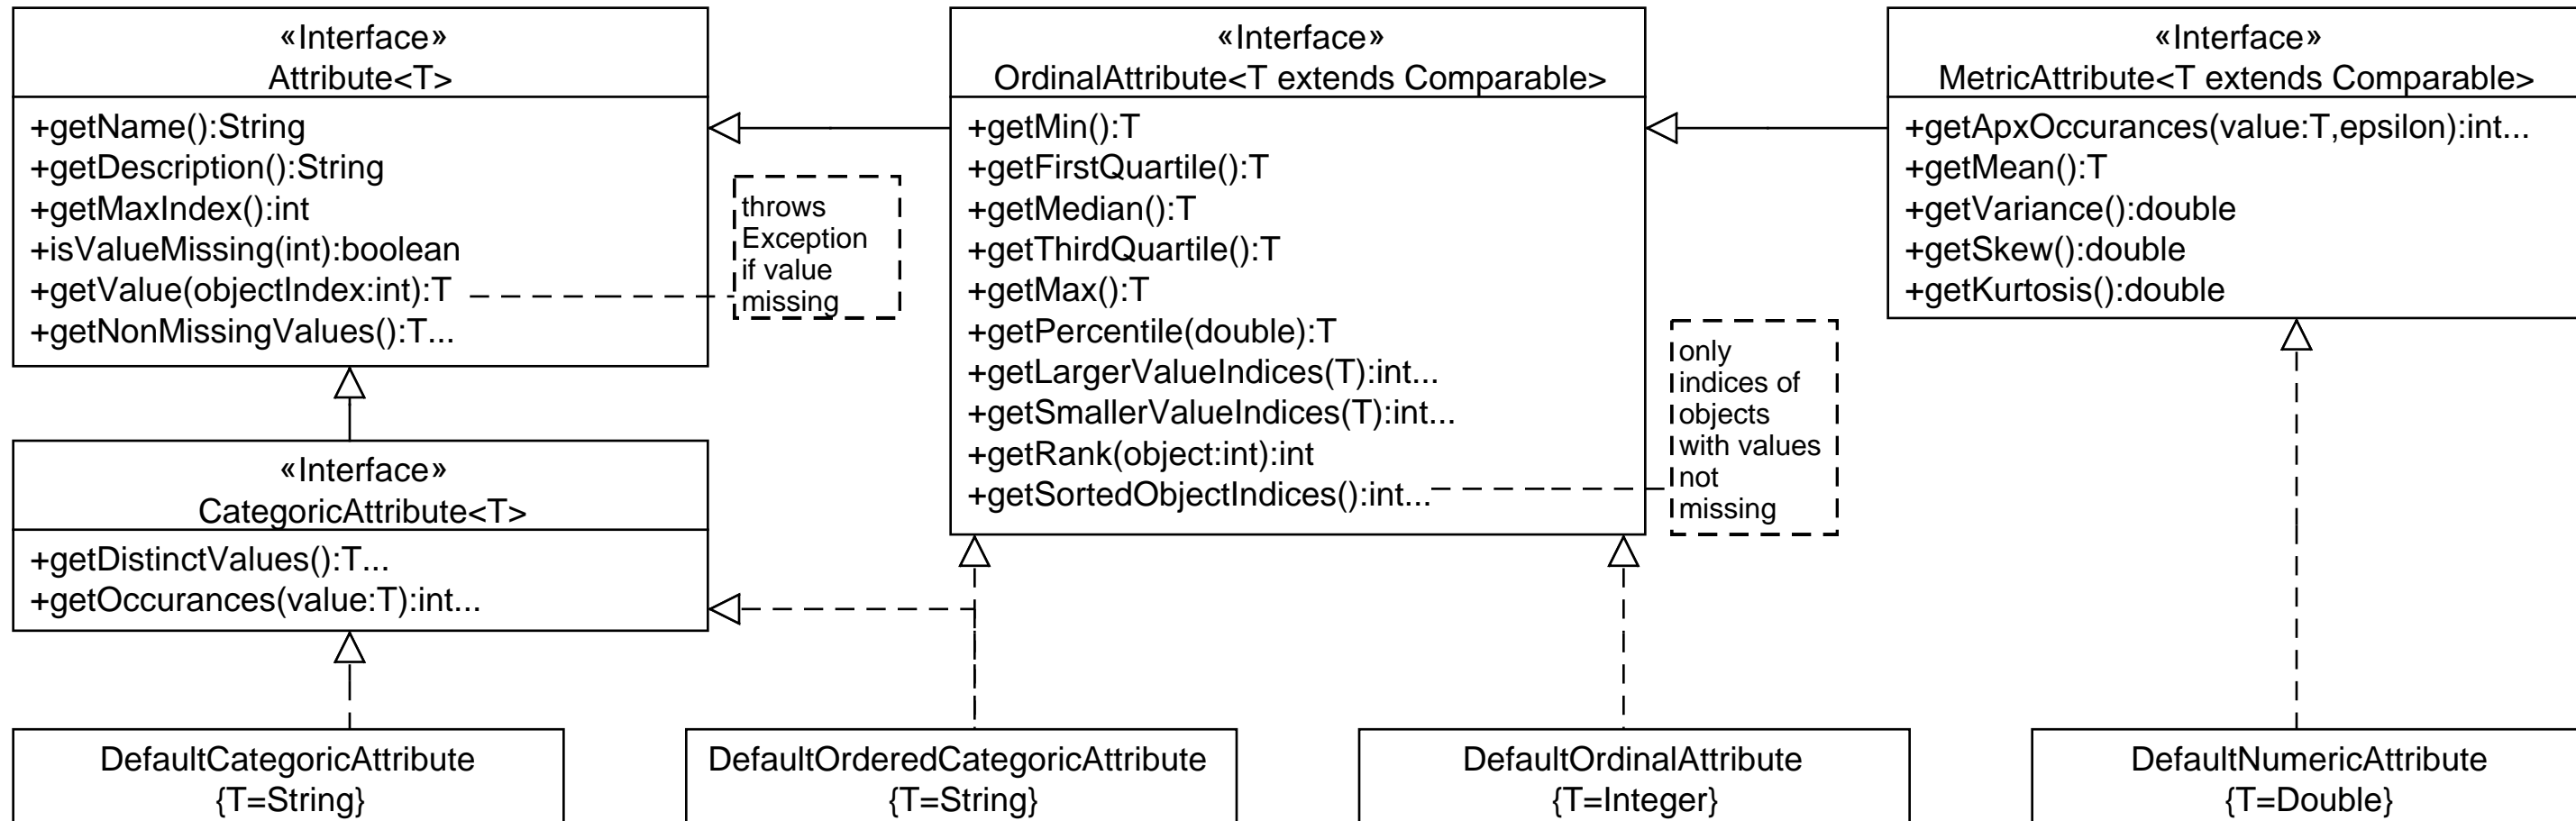 «Interface»
Attribute<T>
+getName():String
+getDescription():String
+getMaxIndex():int
+isValueMissing(int):boolean
+getValue(objectIndex:int):T
+getNonMissingValues():T...
throws
Exception
if value
missing
«Interface»
OrdinalAttribute<T extends Comparable>
+getMin():T
+getFirstQuartile():T
+getMedian():T
+getThirdQuartile():T
+getMax():T
+getPercentile(double):T
+getLargerValueIndices(T):int...
+getSmallerValueIndices(T):int...
+getRank(object:int):int
+getSortedObjectIndices():int...
only
indices of
objects
with values
not
missing
«Interface»
MetricAttribute<T extends Comparable>
+getApxOccurances(value:T,epsilon):int...
+getMean():T
+getVariance():double
+getSkew():double
+getKurtosis():double
«Interface»
CategoricAttribute<T>
+getDistinctValues():T...
+getOccurances(value:T):int...
DefaultCategoricAttribute
{T=String}
DefaultOrderedCategoricAttribute
{T=String}
DefaultOrdinalAttribute
{T=Integer}
DefaultNumericAttribute
{T=Double}